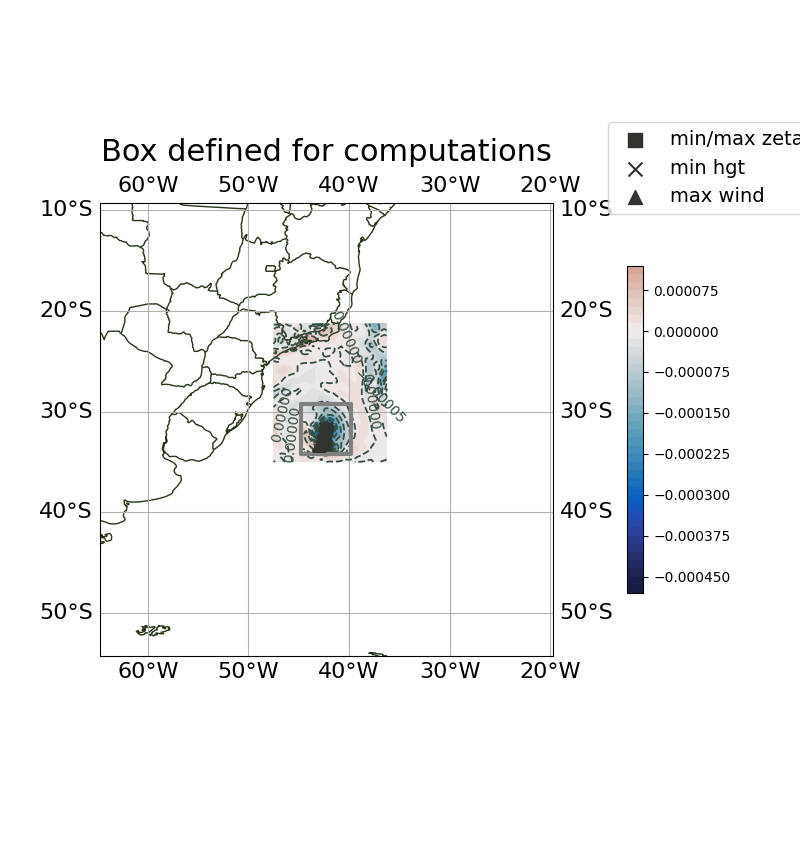 Box defined for computations
min/max zeta
min hgt
max wind
60°W 50°W 40°W 30°W 20°W
10°S 10°S
20°S
30°S 30°S
40°S 40°S
50°S 50°S
60°W 50°W 40°W 30°W 20°W
0.000075
0.000000
−0.000075
−0.000150
−0.000225
−0.000300
−0.000375
−0.000450